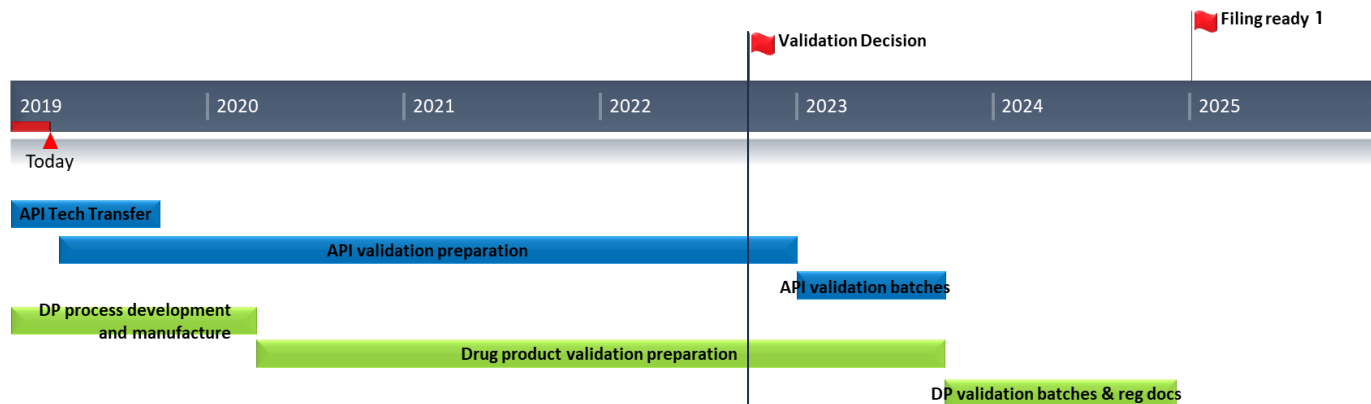 Filing ready 1
Validation Decision
2019
2020
2021
2022
2023
2024
2025
Today
API Tech Transfer
API validation preparation
API validation batches
DP process development
and manufacture
Drug product validation preparation
DP validation batches & reg docs